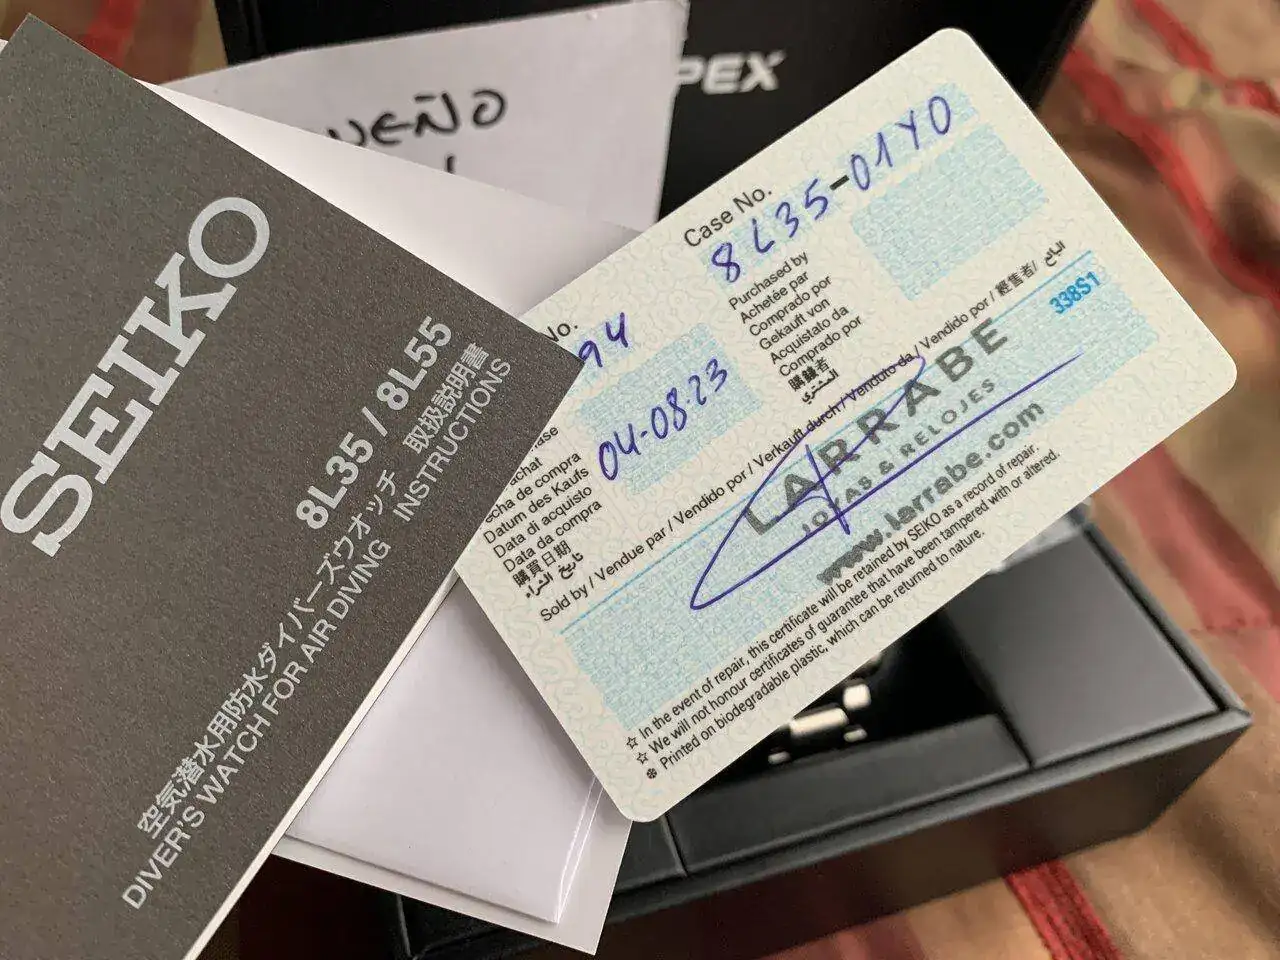 SEIKO
8L35 / 8L55
空気潜水用防水ダイバーズウオッチ 取扱説明書
DIVER'S WATCH FOR AIR DIVING INSTRUCTIONS
PEX
Case No.
8L35-01Y0
No.
94
Purchased by
Achetée par
Comprado por
Gekauft von
Acquistato da
Comprado por
購買者
المشتري
04-08-23
de compra
Datum des Kaufs
Data di acquisto
Data da compra
購買日期
تاريخ الشراء
Sold by / Vendue par / Vendido por / Verkauft durch / Venduto da / Vendido por / 經售者/ البائع
338S1
LARRABE
JOYAS & RELOJES
www.larrabe.com
☆ In the event of repair, this certificate will be retained by SEIKO as a record of repair.
☆ We will not honour certificates of guarantee that have been tampered with or altered.
※ Printed on biodegradable plastic, which can be returned to nature.